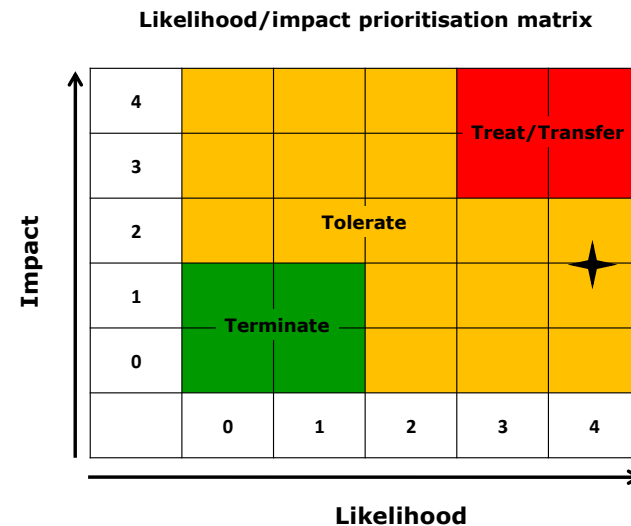 Likelihood/impact prioritisation matrix
4
Treat/Transfer
3
2
Tolerate
1
Terminate
0
0 1 2 3 4
Impact
Likelihood